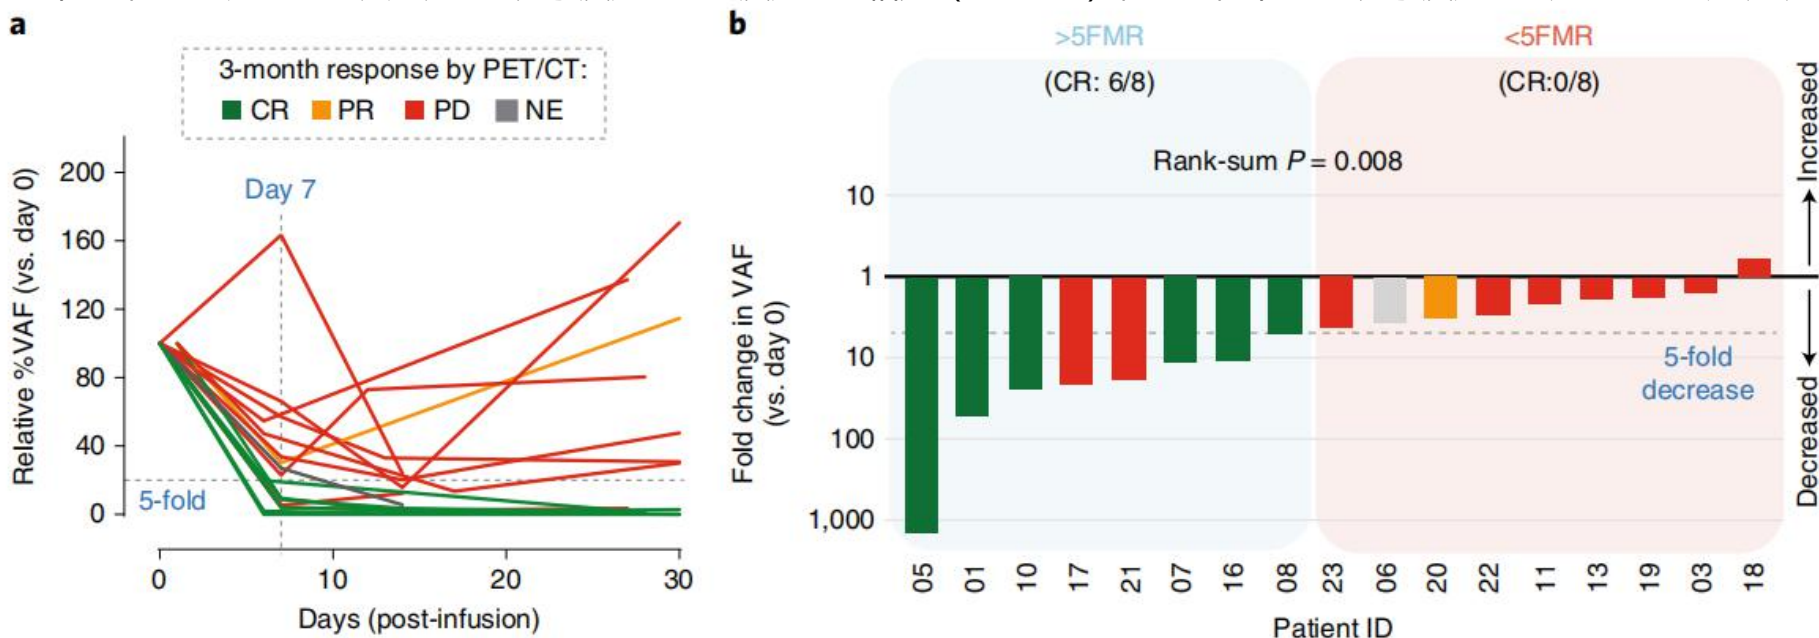 a
3-month response by PET/CT:
CR PR PD NE
Relative %VAF (vs. day 0)
200
160
120
80
40
0
Day 7
5-fold
0 10 20 30
Days (post-infusion)
b
>5FMR <5FMR
(CR: 6/8) (CR:0/8)
Rank-sum P = 0.008
Fold change in VAF
(vs. day 0)
10
1
10
100
1,000
5-fold
decrease
Increased
Decreased
05 01 10 17 21 07 16 08 23 06 20 22 11 13 19 03 18
Patient ID